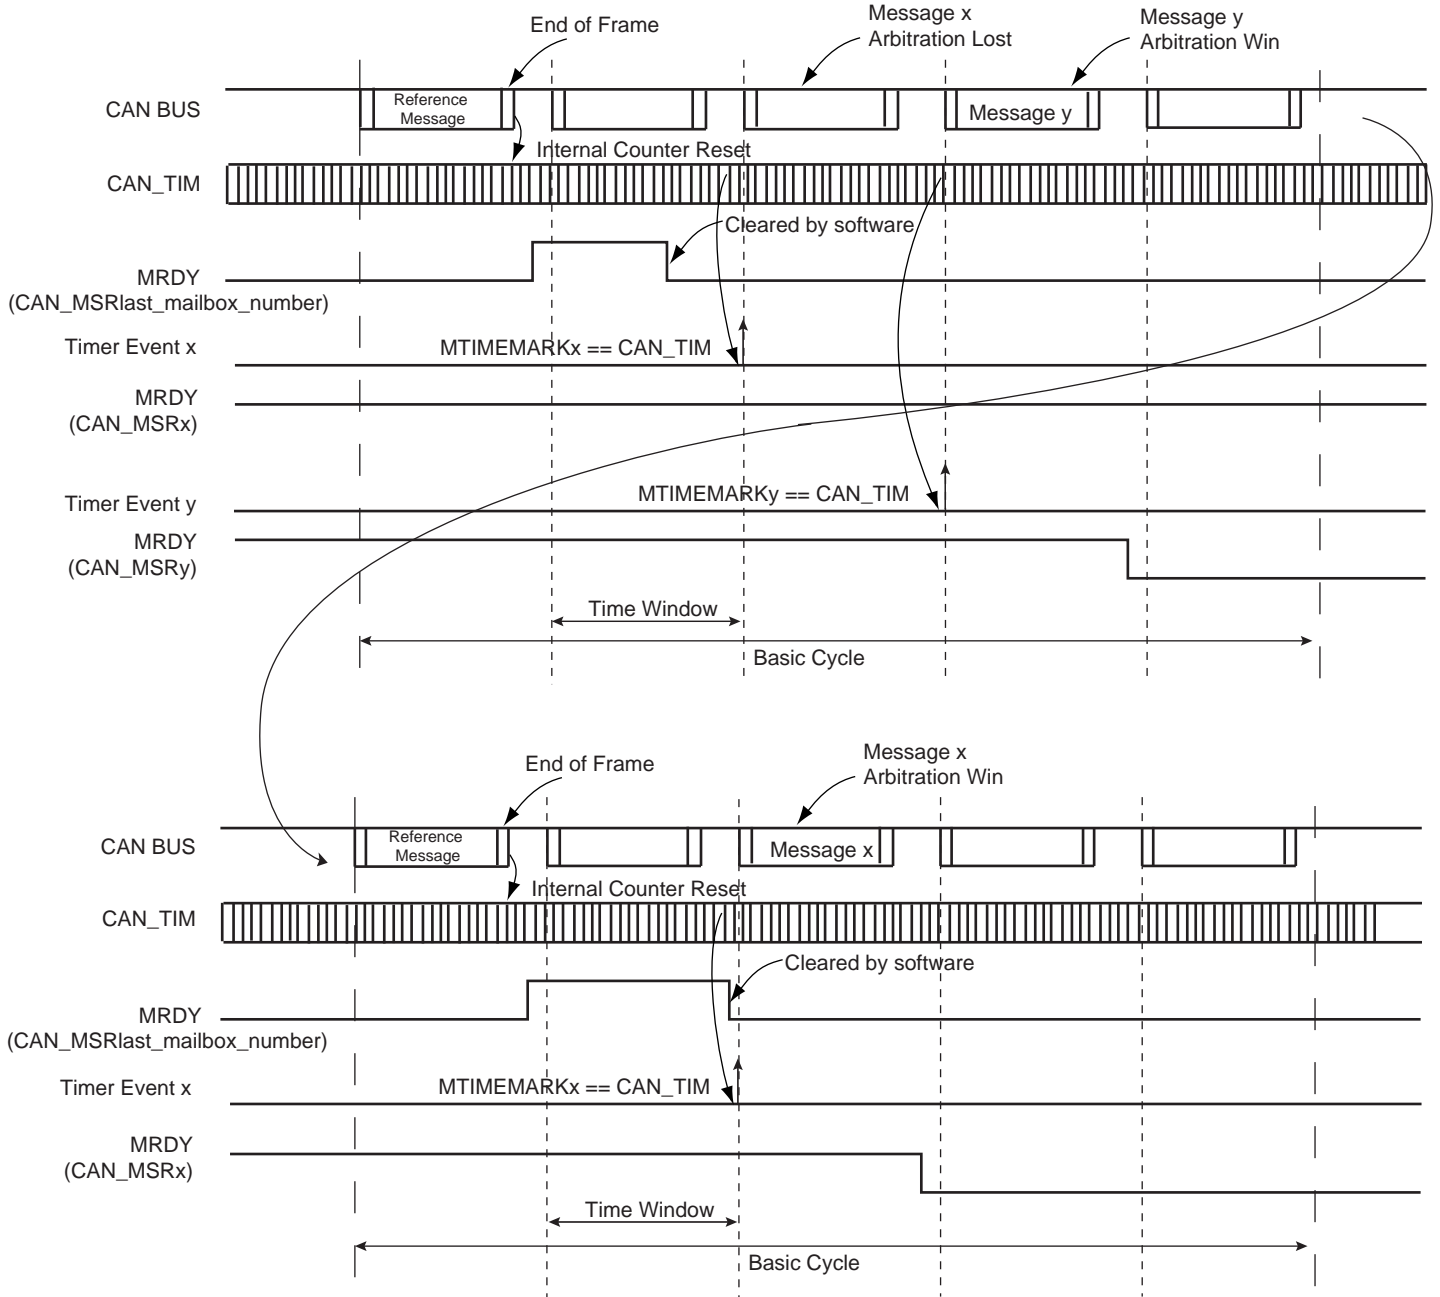 End of Frame
Message x
Arbitration Lost
Message y
Arbitration Win
CAN BUS
Reference
Message
Message y
Internal Counter Reset
CAN_TIM
Cleared by software
MRDY
(CAN_MSRlast_mailbox_number)
Timer Event x
MTIMEMARKx == CAN_TIM
MRDY
(CAN_MSRx)
Timer Event y
MTIMEMARKy == CAN_TIM
MRDY
(CAN_MSRy)
Time Window
Basic Cycle
End of Frame
Message x
Arbitration Win
CAN BUS
Reference
Message
Message x
Internal Counter Reset
CAN_TIM
Cleared by software
MRDY
(CAN_MSRlast_mailbox_number)
Timer Event x
MTIMEMARKx == CAN_TIM
MRDY
(CAN_MSRx)
Time Window
Basic Cycle